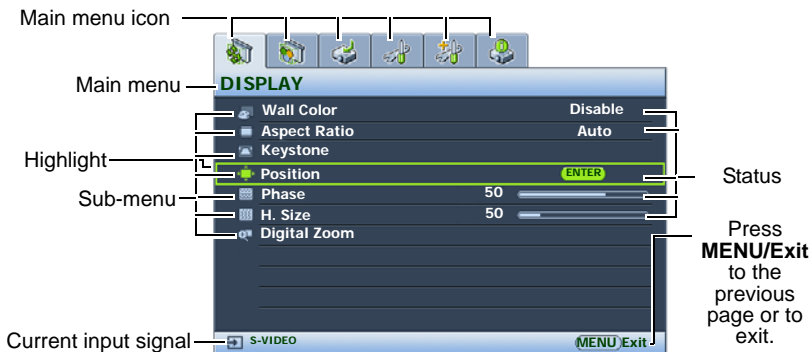 Main menu icon
Main menu
DISPLAY
Wall Color Disable
Aspect Ratio Auto
Keystone
Highlight
Position ENTER
Status
Sub-menu
Phase 50
H. Size 50
Digital Zoom
Press
MENU/Exit
to the
previous
page or to
exit.
Current input signal
S-VIDEO
MENU Exit